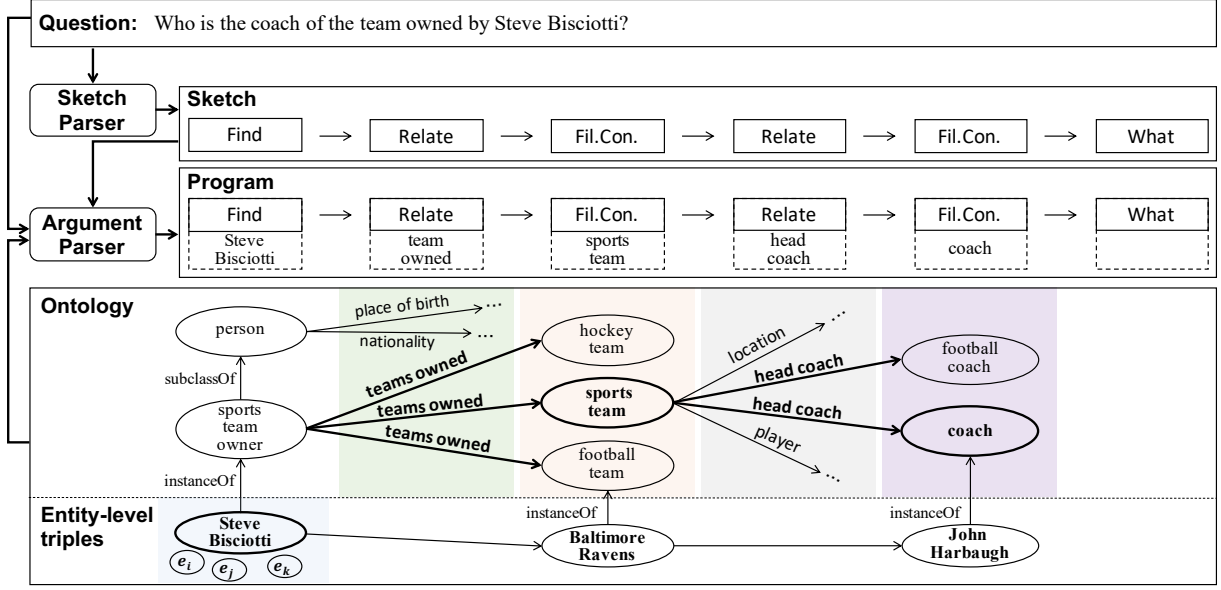 Question: Who is the coach of the team owned by Steve Bisciotti?
Sketch
Parser
Sketch
Find
Relate
Fil.Con.
Relate
Fil.Con.
What
Argument
Parser
Program
Find
Relate
Fil.Con.
Relate
Fil.Con.
What
Steve
Bisciotti
team
owned
sports
team
head
coach
coach
Ontology
person
place of birth
...
nationality
...
subclassOf
sports
team
owner
teams owned
teams owned
teams owned
hockey
team
sports
team
football
team
location
...
head coach
head coach
player
...
football
coach
coach
instanceOf
instanceOf
instanceOf
Entity-level
triples
Steve
Bisciotti
Baltimore
Ravens
John
Harbaugh
e_i
e_j
e_k